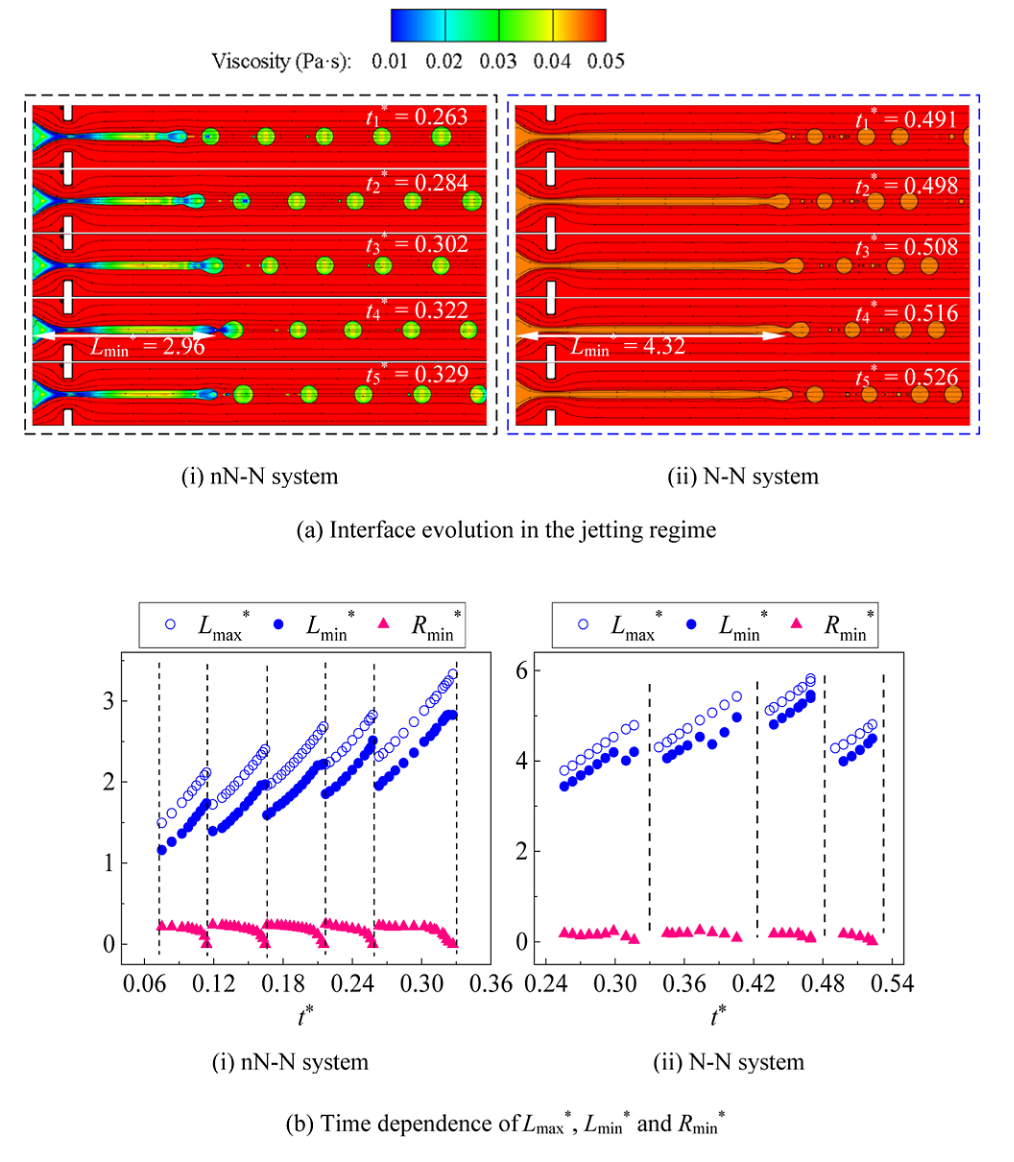 Viscosity (Pa·s): 0.01 0.02 0.03 0.04 0.05
t1* = 0.263
t2* = 0.284
t3* = 0.302
t4* = 0.322
Lmin* = 2.96
t5* = 0.329
t1* = 0.491
t2* = 0.498
t3* = 0.508
t4* = 0.516
Lmin* = 4.32
t5* = 0.526
(i) nN-N system
(ii) N-N system
(a) Interface evolution in the jetting regime
Lmax* Lmin* Rmin*
3
2
1
0
0.06 0.12 0.18 0.24 0.30 0.36
t*
(i) nN-N system
Lmax* Lmin* Rmin*
6
4
2
0
0.24 0.30 0.36 0.42 0.48 0.54
t*
(ii) N-N system
(b) Time dependence of Lmax*, Lmin* and Rmin*